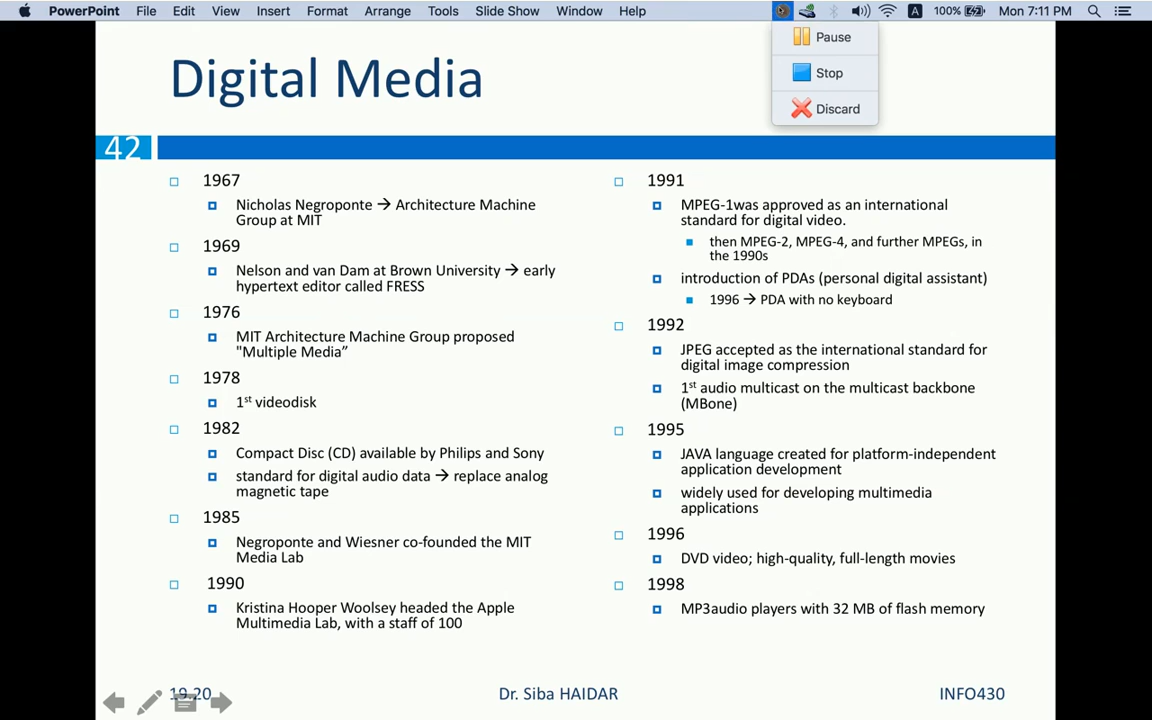 PowerPoint File Edit View Insert Format Arrange Tools Slide Show Window Help A 100% Mon 7:11 PM
Pause
Stop
Discard
Digital Media
42
1967
Nicholas Negroponte → Architecture Machine
Group at MIT
1969
Nelson and van Dam at Brown University → early
hypertext editor called FRESS
1976
MIT Architecture Machine Group proposed
"Multiple Media”
1978
1st videodisk
1982
Compact Disc (CD) available by Philips and Sony
standard for digital audio data → replace analog
magnetic tape
1985
Negroponte and Wiesner co-founded the MIT
Media Lab
1990
Kristina Hooper Woolsey headed the Apple
Multimedia Lab, with a staff of 100
1991
MPEG-1was approved as an international
standard for digital video.
then MPEG-2, MPEG-4, and further MPEGs, in
the 1990s
introduction of PDAs (personal digital assistant)
1996 → PDA with no keyboard
1992
JPEG accepted as the international standard for
digital image compression
1st audio multicast on the multicast backbone
(MBone)
1995
JAVA language created for platform-independent
application development
widely used for developing multimedia
applications
1996
DVD video; high-quality, full-length movies
1998
MP3audio players with 32 MB of flash memory
19.20 Dr. Siba HAIDAR INFO430